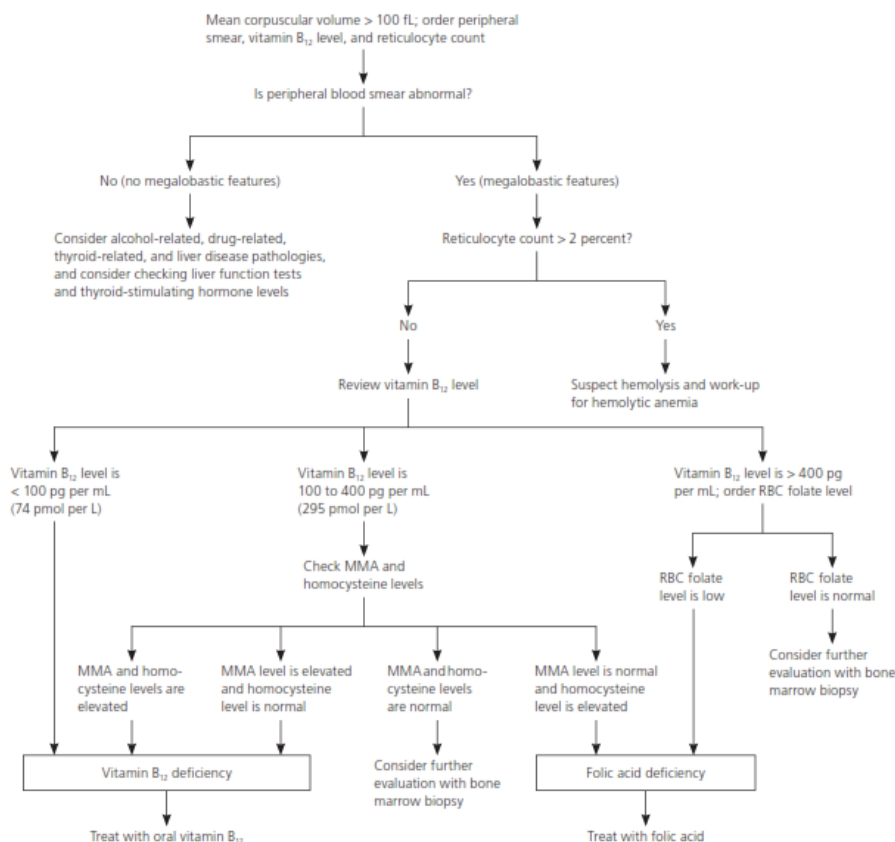 Mean corpuscular volume > 100 fL; order peripheral
smear, vitamin B₁₂ level, and reticulocyte count
Is peripheral blood smear abnormal?
No (no megalobastic features)
Yes (megalobastic features)
Consider alcohol-related, drug-related,
thyroid-related, and liver disease pathologies,
and consider checking liver function tests
and thyroid-stimulating hormone levels
Reticulocyte count > 2 percent?
No
Yes
Review vitamin B₁₂ level
Suspect hemolysis and work-up
for hemolytic anemia
Vitamin B₁₂ level is
< 100 pg per mL
(74 pmol per L)
Vitamin B₁₂ level is
100 to 400 pg per mL
(295 pmol per L)
Vitamin B₁₂ level is > 400 pg
per mL; order RBC folate level
Check MMA and
homocysteine levels
RBC folate
level is low
RBC folate
level is normal
MMA and homo-
cysteine levels are
elevated
MMA level is elevated
and homocysteine
level is normal
MMA and homo-
cysteine levels
are normal
MMA level is normal
and homocysteine
level is elevated
Consider further
evaluation with bone
marrow biopsy
Vitamin B₁₂ deficiency
Consider further
evaluation with bone
marrow biopsy
Folic acid deficiency
Treat with oral vitamin B₁₂
Treat with folic acid